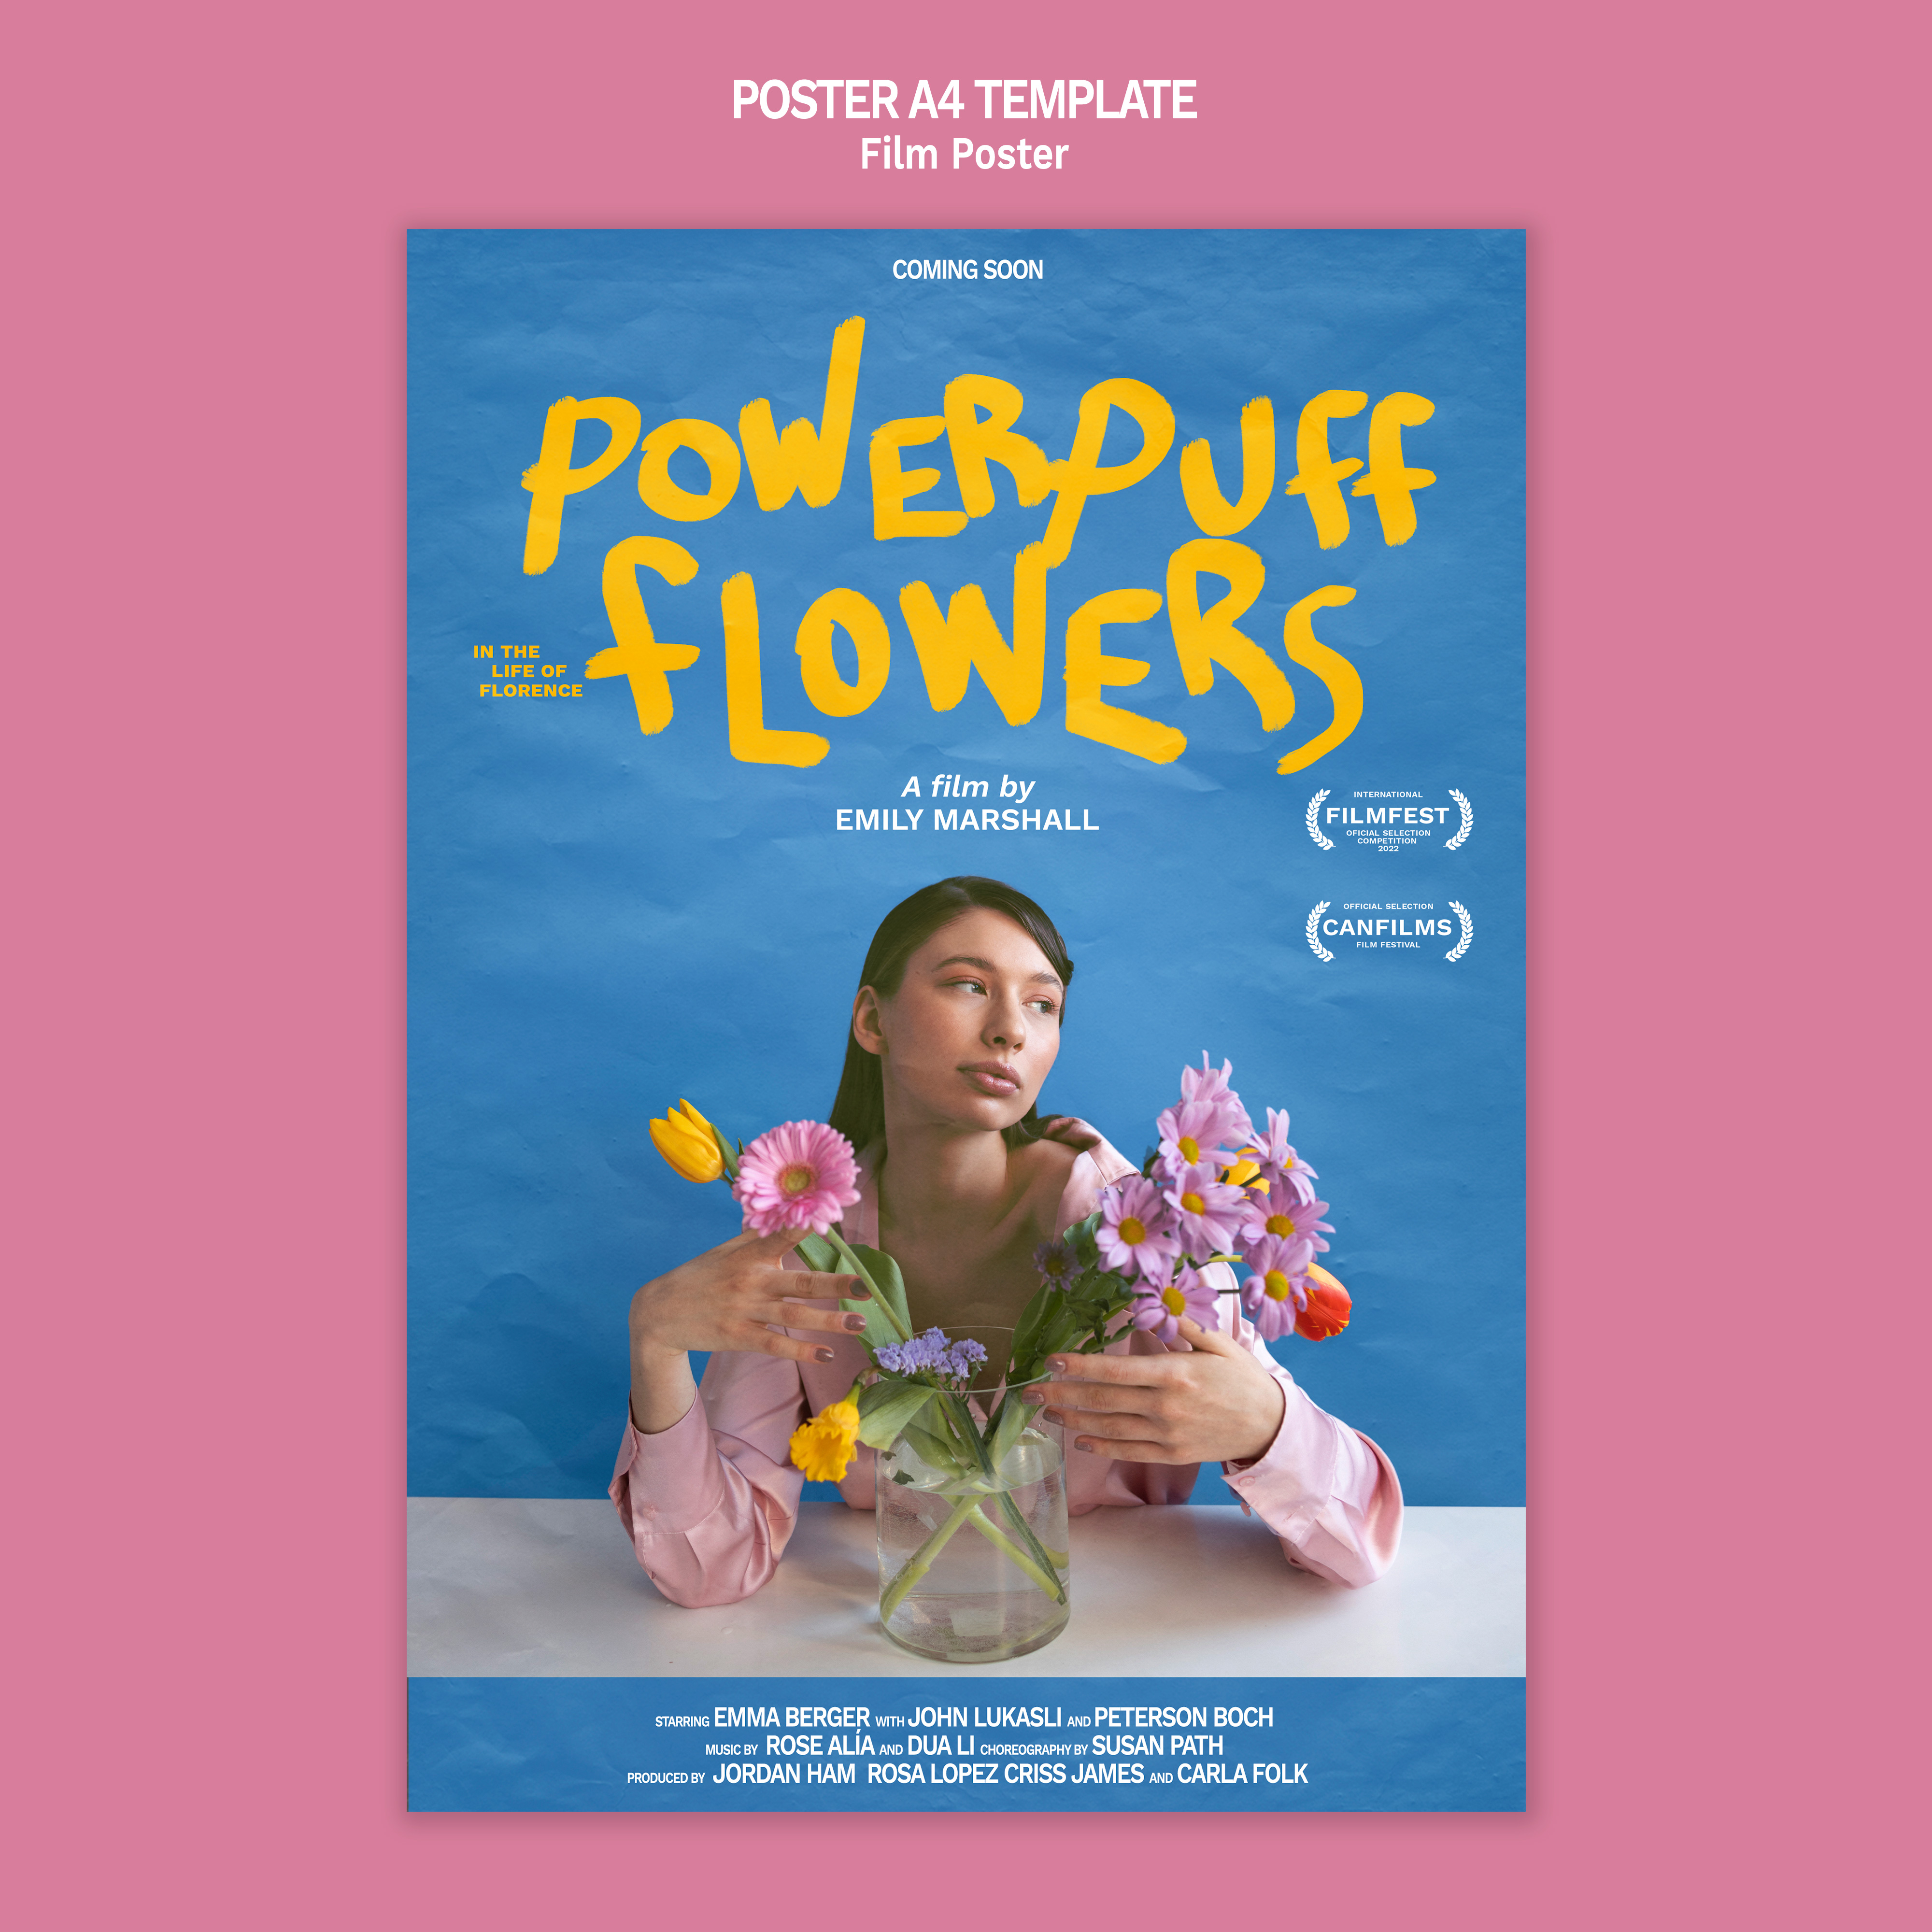 POSTER A4 TEMPLATE
Film Poster
COMING SOON
POWERPUFF
FLOWERS
IN THE
LIFE OF
FLORENCE
A film by
EMILY MARSHALL
INTERNATIONAL
FILMFEST
OFICIAL SELECTION
COMPETITION
2022
OFFICIAL SELECTION
CANFILMS
FILM FESTIVAL
STARRING EMMA BERGER WITH JOHN LUKASLI AND PETERSON BOCH
MUSIC BY ROSE ALÍA AND DUA LI CHOREOGRAPHY BY SUSAN PATH
PRODUCED BY JORDAN HAM ROSA LOPEZ CRISS JAMES AND CARLA FOLK